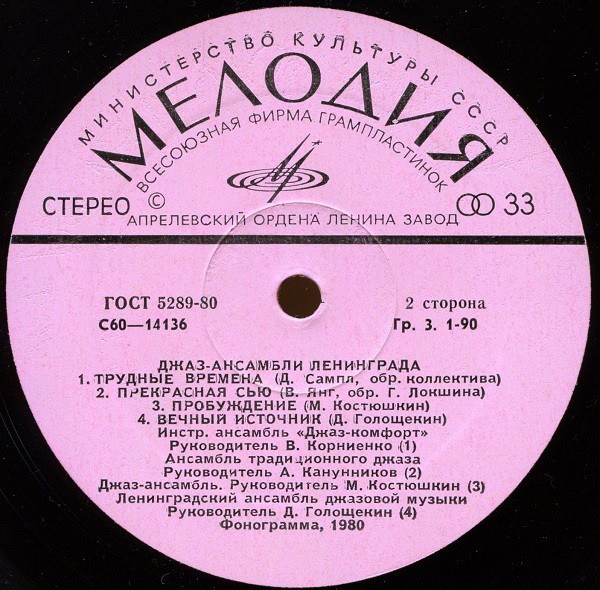 МИНИСТЕРСТВО КУЛЬТУРЫ СССР
МЕЛОДИЯ
ВСЕСОЮЗНАЯ ФИРМА ГРАМПЛАСТИНОК
СТЕРЕО © 33
АПРЕЛЕВСКИЙ ОРДЕНА ЛЕНИНА ЗАВОД
ГОСТ 5289-80 2 сторона
С60—14136 Гр. 3. 1-90
ДЖАЗ-АНСАМБЛИ ЛЕНИНГРАДА
1. ТРУДНЫЕ ВРЕМЕНА (Д. Сампл, обр. коллектива)
2. ПРЕКРАСНАЯ СЬЮ (В. Янг, обр. Г. Локшина)
3. ПРОБУЖДЕНИЕ (М. Костюшкин)
4. ВЕЧНЫЙ ИСТОЧНИК (Д. Голощекин)
Инстр. ансамбль «Джаз-комфорт»
Руководитель В. Корниенко (1)
Ансамбль традиционного джаза
Руководитель А. Канунников (2)
Джаз-ансамбль. Руководитель М. Костюшкин (3)
Ленинградский ансамбль джазовой музыки
Руководитель Д. Голощекин (4)
Фонограмма, 1980